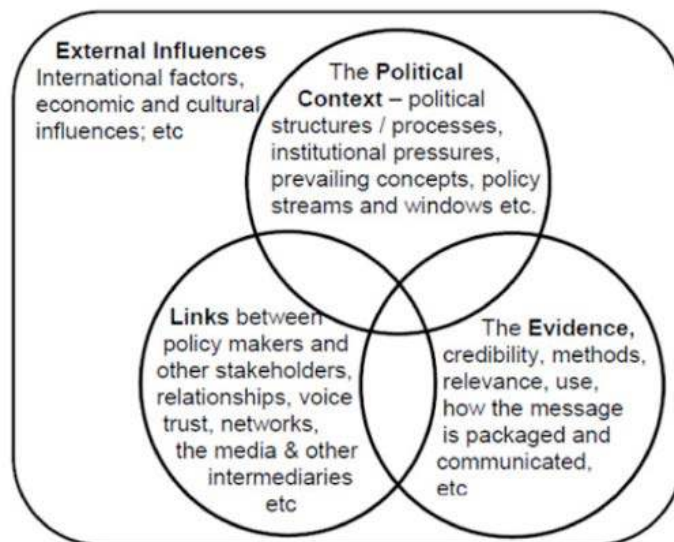 External Influences
International factors,
economic and cultural
influences; etc
The Political
Context – political
structures / processes,
institutional pressures,
prevailing concepts, policy
streams and windows etc.
Links between
policy makers and
other stakeholders,
relationships, voice
trust, networks,
the media & other
intermediaries
etc
The Evidence,
credibility, methods,
relevance, use,
how the message
is packaged and
communicated,
etc